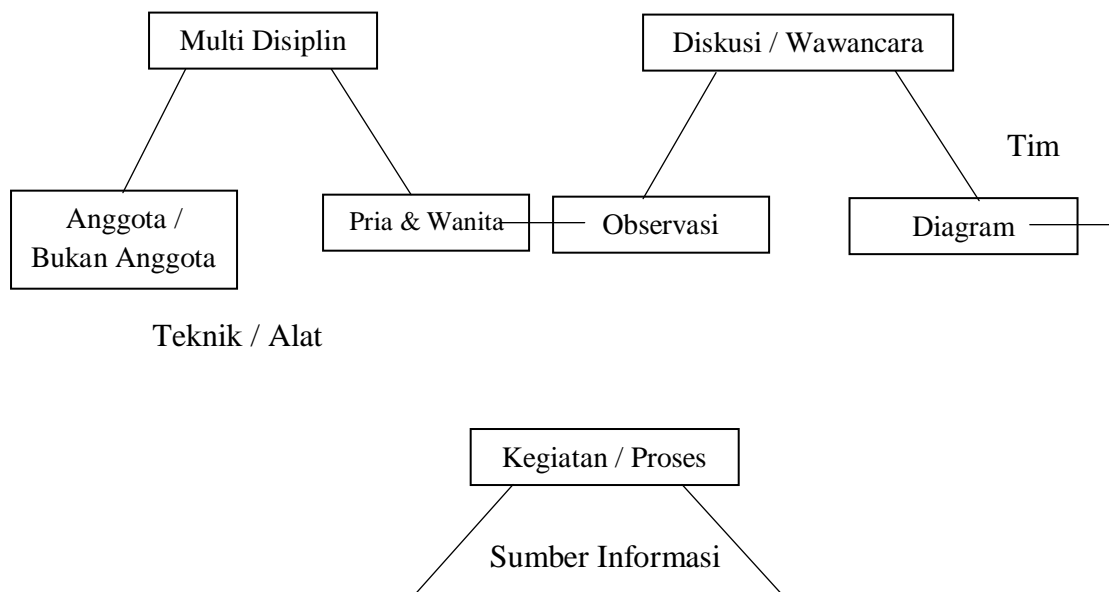 Multi Disiplin
Diskusi / Wawancara
Tim
Anggota /
Bukan Anggota
Pria & Wanita
Observasi
Diagram
Teknik / Alat
Kegiatan / Proses
Sumber Informasi